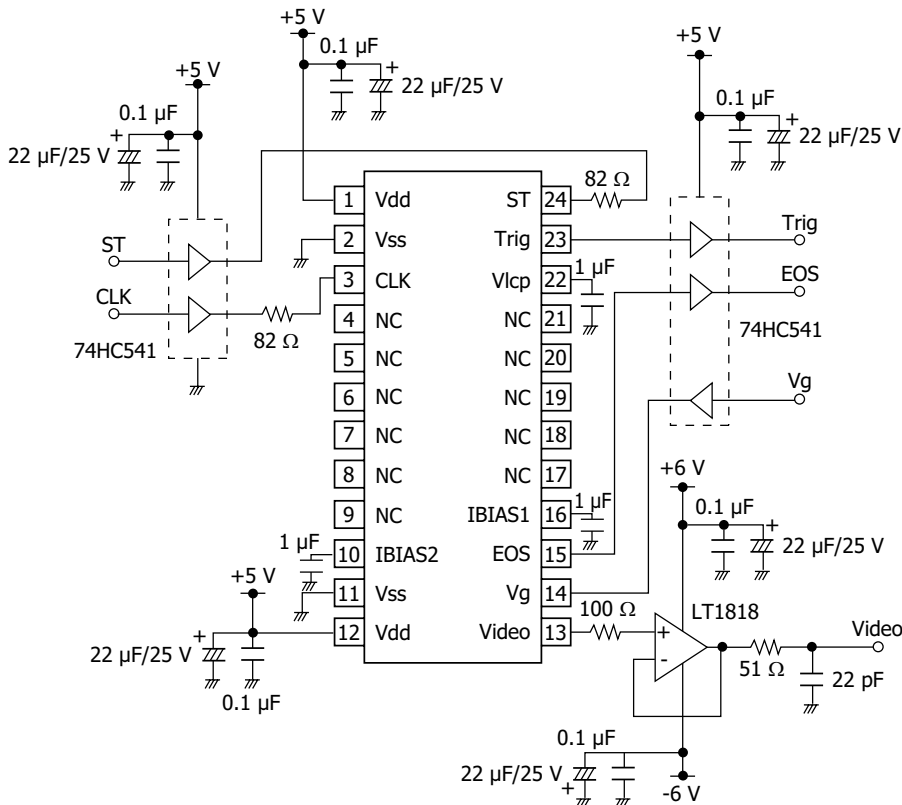 +5 V
0.1 µF
22 µF/25 V
+
+5 V
0.1 µF
22 µF/25 V
+
+5 V
0.1 µF
22 µF/25 V
+
82 Ω
1 Vdd ST 24
2 Vss Trig 23
3 CLK Vlcp 22
4 NC NC 21
5 NC NC 20
6 NC NC 19
7 NC NC 18
8 NC NC 17
9 NC IBIAS1 16
10 IBIAS2 EOS 15
11 Vss Vg 14
12 Vdd Video 13
ST
CLK
74HC541
82 Ω
1 µF
Trig
EOS
74HC541
Vg
1 µF
1 µF
+5 V
+
22 µF/25 V
0.1 µF
+6 V
0.1 µF
+
22 µF/25 V
100 Ω
LT1818
+
-
Video
51 Ω
22 pF
0.1 µF
22 µF/25 V
+
-6 V